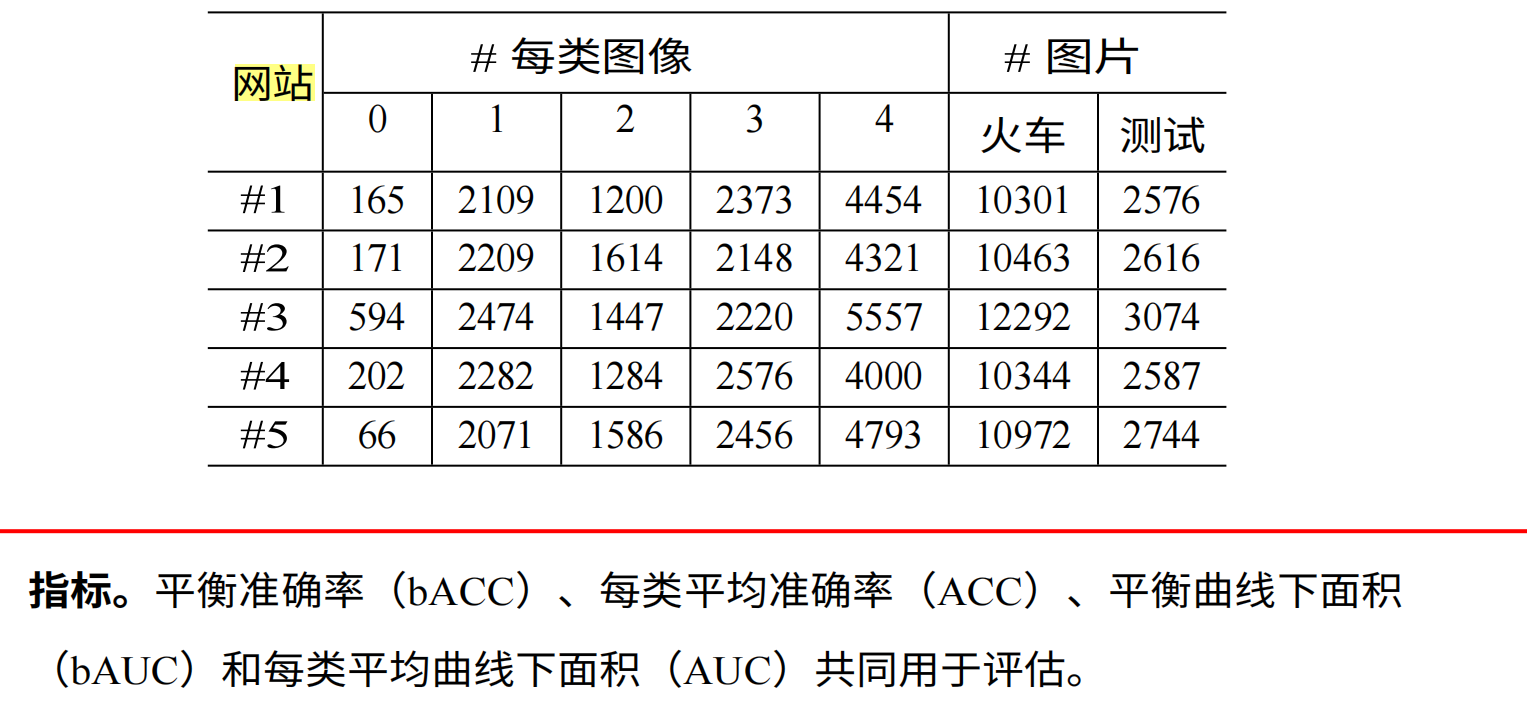 网站 # 每类图像 # 图片
0 1 2 3 4 火车 测试
#1 165 2109 1200 2373 4454 10301 2576
#2 171 2209 1614 2148 4321 10463 2616
#3 594 2474 1447 2220 5557 12292 3074
#4 202 2282 1284 2576 4000 10344 2587
#5 66 2071 1586 2456 4793 10972 2744
指标。平衡准确率（bACC）、每类平均准确率（ACC）、平衡曲线下面积
（bAUC）和每类平均曲线下面积（AUC）共同用于评估。